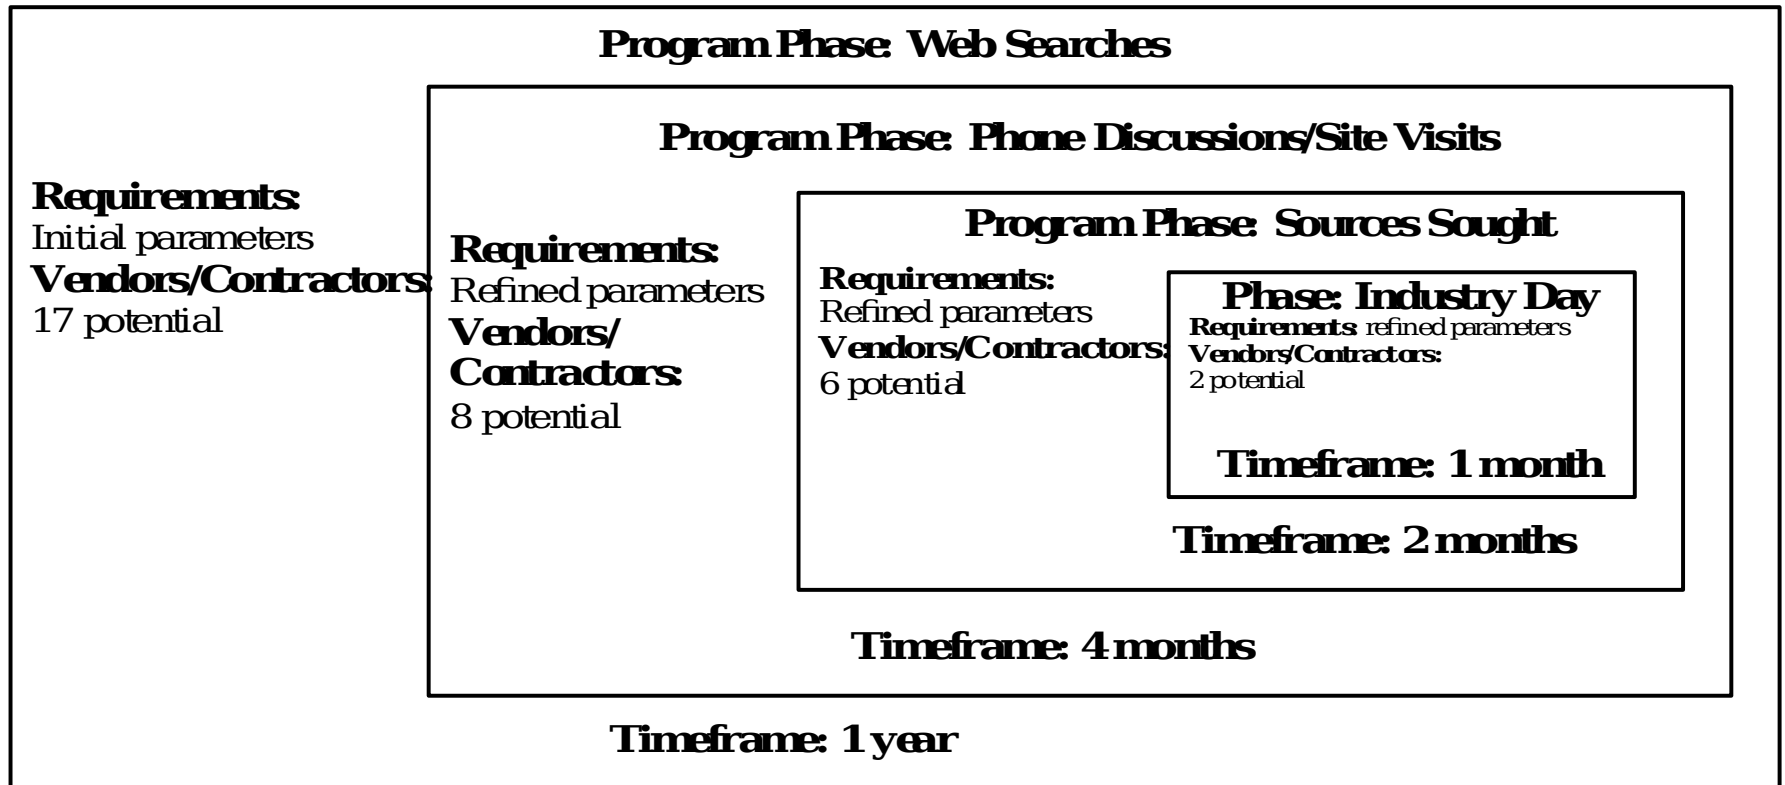 Program Phase: Web Searches
Requirements:
Initial parameters
Vendors/Contractors:
17 potential
Program Phase: Phone Discussions/Site Visits
Requirements:
Refined parameters
Vendors/
Contractors:
8 potential
Program Phase: Sources Sought
Requirements:
Refined parameters
Vendors/Contractors:
6 potential
Phase: Industry Day
Requirements: refined parameters
Vendors/Contractors:
2 potential
Timeframe: 1 month
Timeframe: 2 months
Timeframe: 4 months
Timeframe: 1 year